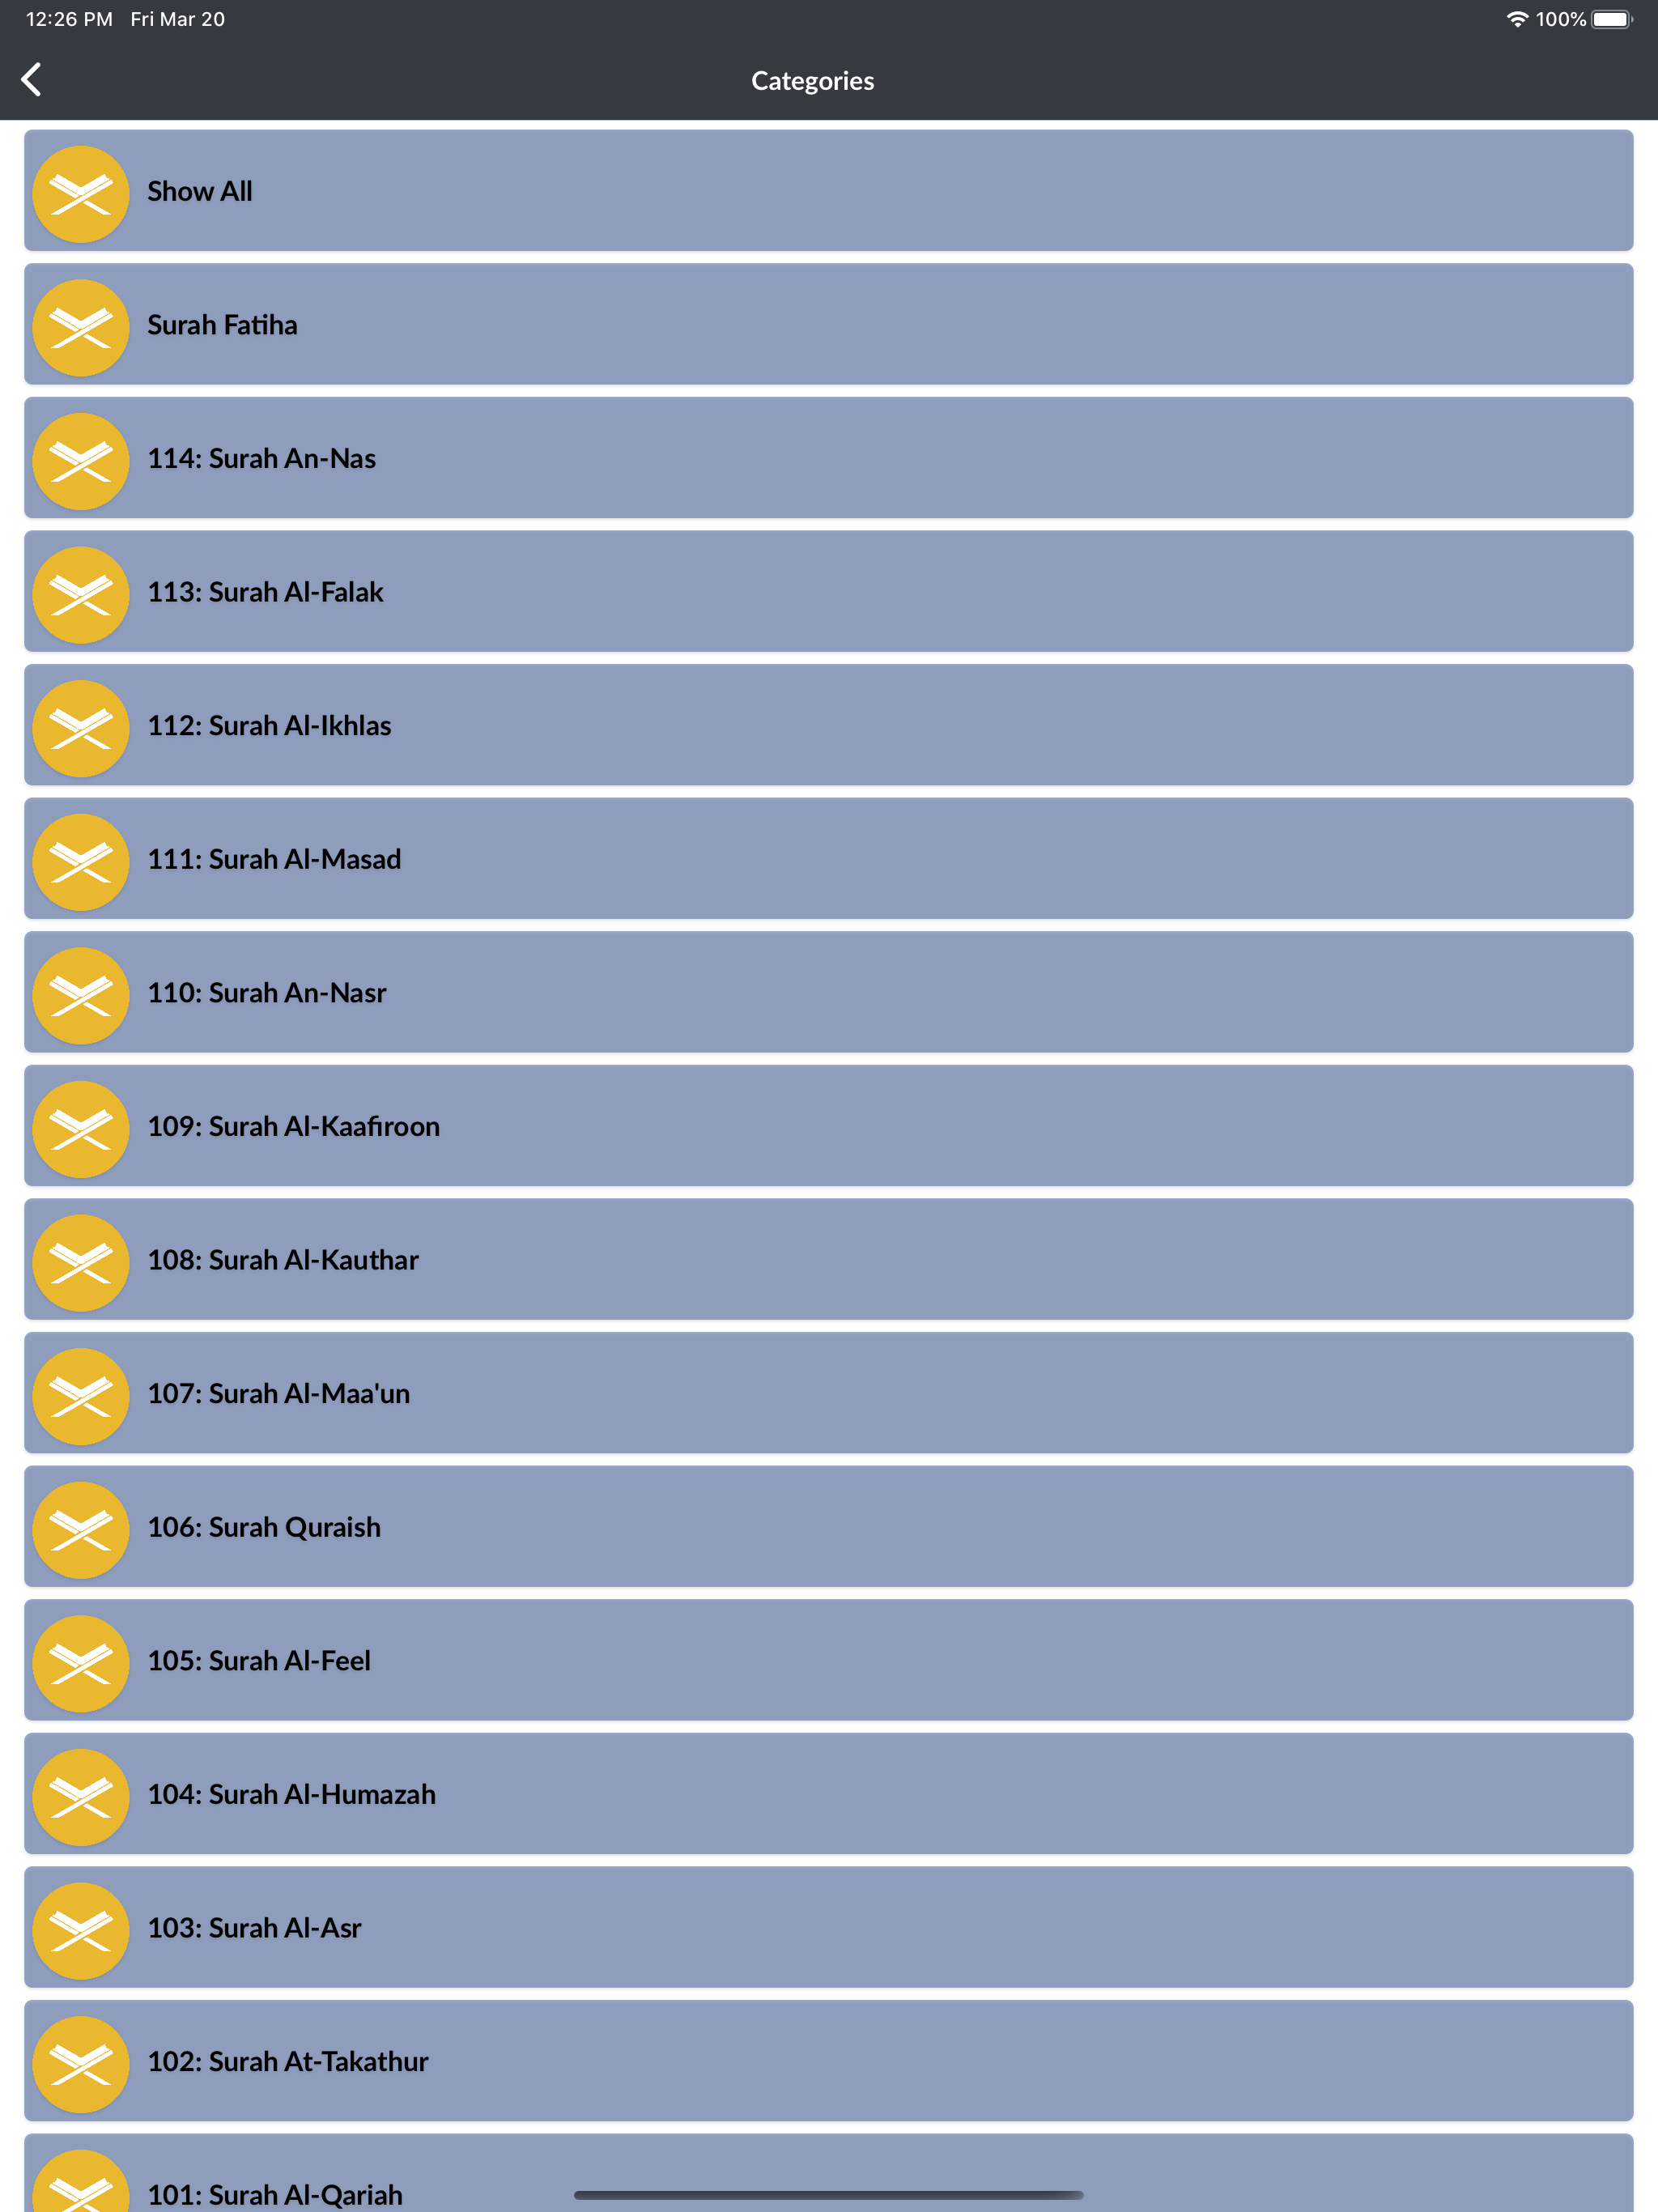 12:26 PM Fri Mar 20 100%
Categories
Show All
Surah Fatiha
114: Surah An-Nas
113: Surah Al-Falak
112: Surah Al-Ikhlas
111: Surah Al-Masad
110: Surah An-Nasr
109: Surah Al-Kaafiroon
108: Surah Al-Kauthar
107: Surah Al-Maa'un
106: Surah Quraish
105: Surah Al-Feel
104: Surah Al-Humazah
103: Surah Al-Asr
102: Surah At-Takathur
101: Surah Al-Qariah